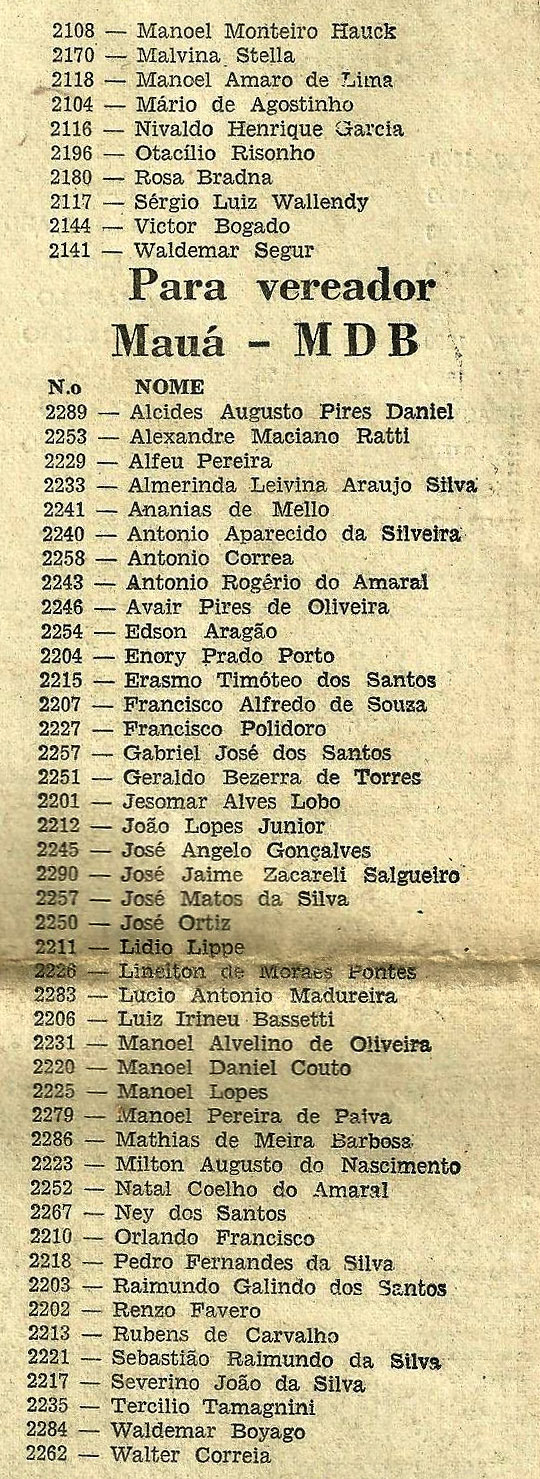 2108 — Manoel Monteiro Hauck
2170 — Malvina Stella
2118 — Manoel Amaro de Lima
2104 — Mário de Agostinho
2116 — Nivaldo Henrique Garcia
2196 — Otacílio Risonho
2180 — Rosa Bradna
2117 — Sérgio Luiz Wallendy
2144 — Victor Bogado
2141 — Waldemar Segur
Para vereador
Mauá - MDB
N.o NOME
2289 — Alcides Augusto Pires Daniel
2253 — Alexandre Maciano Ratti
2229 — Alfeu Pereira
2233 — Almerinda Leivina Araujo Silva
2241 — Ananias de Mello
2240 — Antonio Aparecido da Silveira
2258 — Antonio Correa
2243 — Antonio Rogério do Amaral
2246 — Avair Pires de Oliveira
2254 — Edson Aragão
2204 — Enory Prado Porto
2215 — Erasmo Timóteo dos Santos
2207 — Francisco Alfredo de Souza
2227 — Francisco Polidoro
2257 — Gabriel José dos Santos
2251 — Geraldo Bezerra de Torres
2201 — Jesomar Alves Lobo
2212 — João Lopes Junior
2245 — José Angelo Gonçalves
2290 — José Jaime Zacareli Salgueiro
2257 — José Matos da Silva
2250 — José Ortiz
2211 — Lidio Lippe
2226 — Lineiton de Moraes Pontes
2283 — Lucio Antonio Madureira
2206 — Luiz Irineu Bassetti
2231 — Manoel Alvelino de Oliveira
2220 — Manoel Daniel Couto
2225 — Manoel Lopes
2279 — Manoel Pereira de Paiva
2286 — Mathias de Meira Barbosa
2223 — Milton Augusto do Nascimento
2252 — Natal Coelho do Amaral
2267 — Ney dos Santos
2210 — Orlando Francisco
2218 — Pedro Fernandes da Silva
2203 — Raimundo Galindo dos Santos
2202 — Renzo Favero
2213 — Rubens de Carvalho
2221 — Sebastião Raimundo da Silva
2217 — Severino João da Silva
2235 — Tercilio Tamagnini
2284 — Waldemar Boyago
2262 — Walter Correia